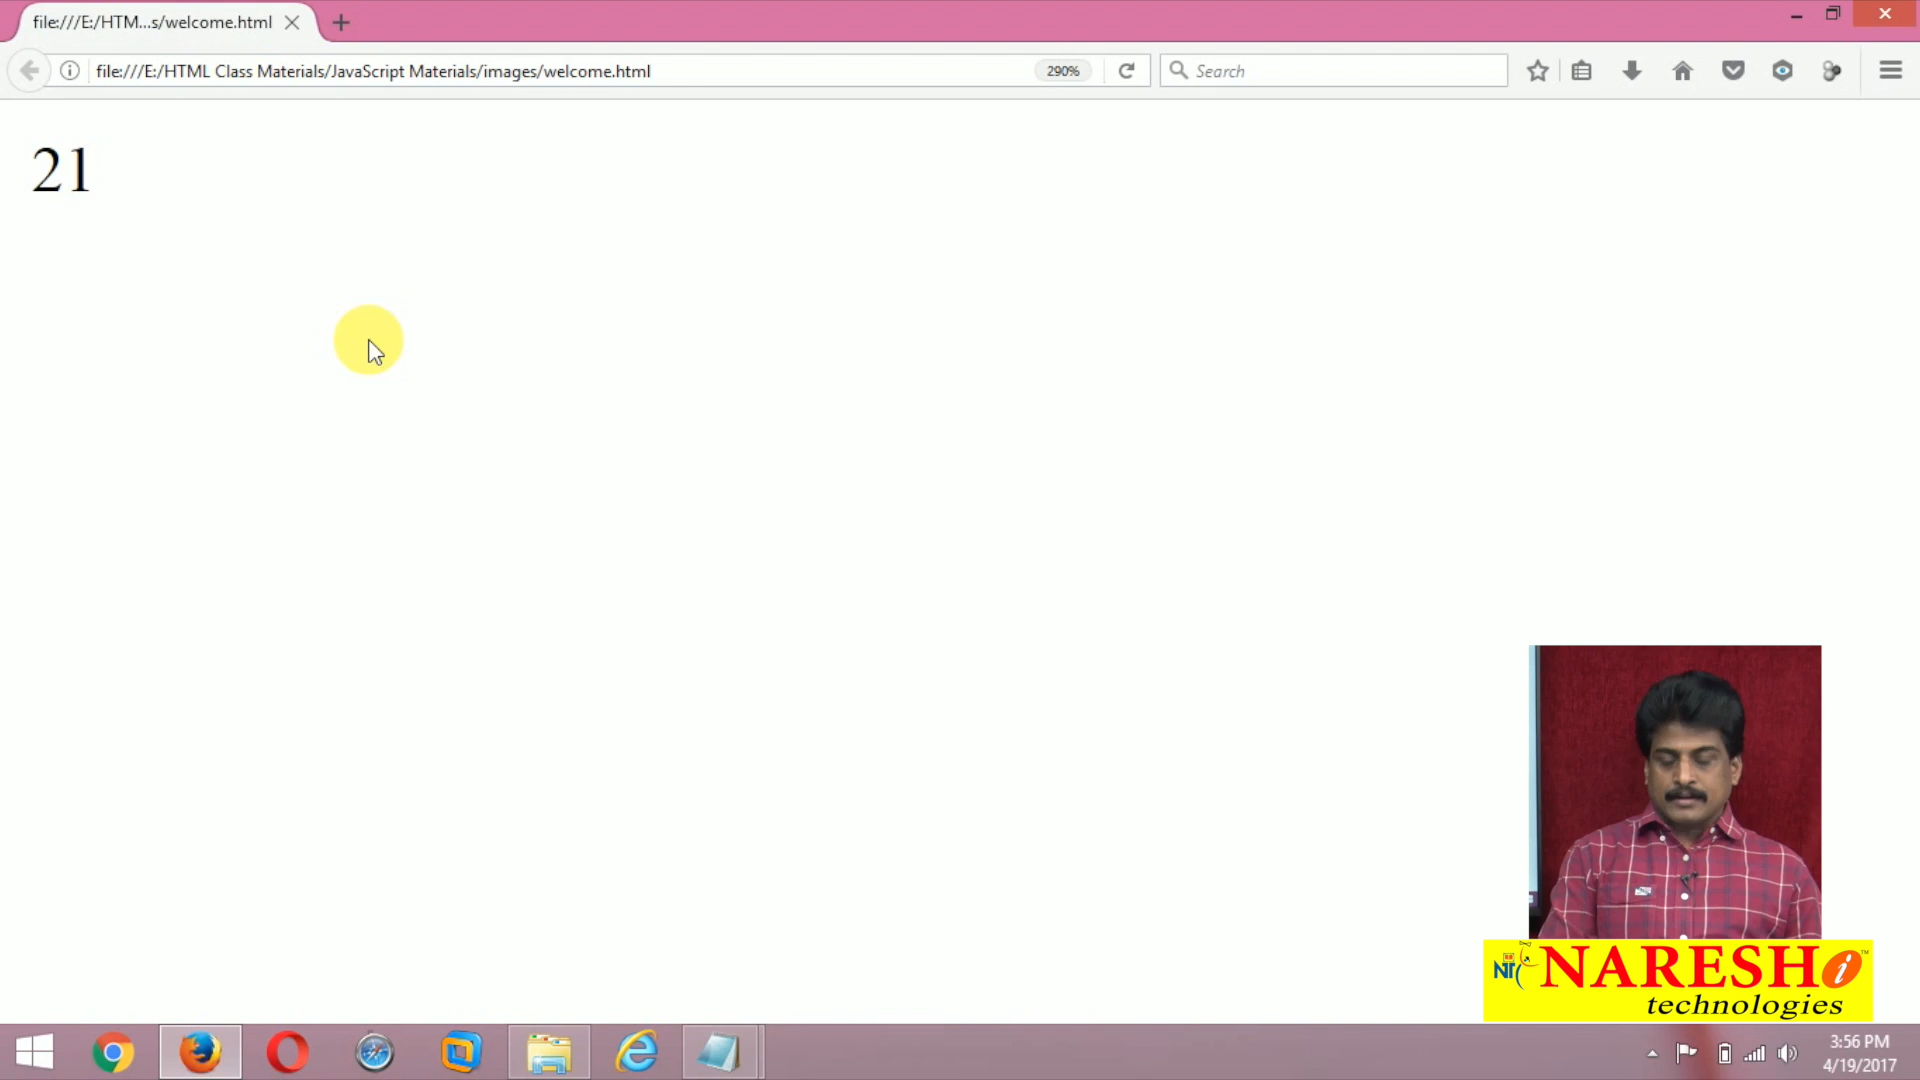 file:///E:/HTM...s/welcome.html
file:///E:/HTML Class Materials/JavaScript Materials/images/welcome.html
290%
Search
21
NARESH i ™
technologies
3:56 PM
4/19/2017